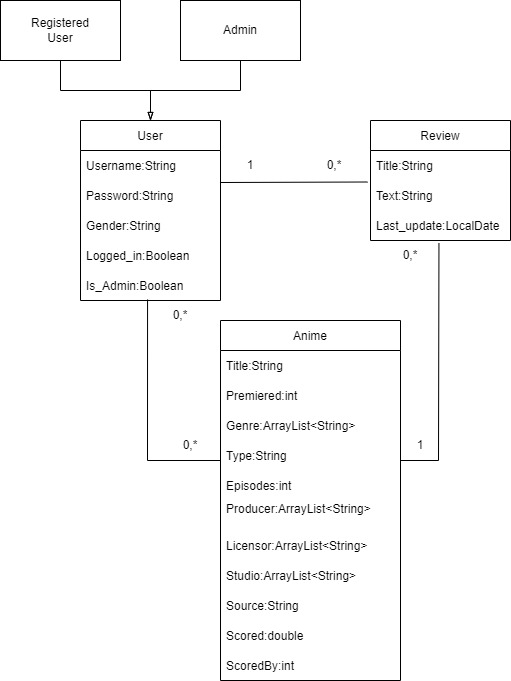 Registered
User
Admin
User
Username:String
Password:String
Gender:String
Logged_in:Boolean
Is_Admin:Boolean
1
0,*
Review
Title:String
Text:String
Last_update:LocalDate
0,*
0,*
0,*
1
Anime
Title:String
Premiered:int
Genre:ArrayList<String>
Type:String
Episodes:int
Producer:ArrayList<String>
Licensor:ArrayList<String>
Studio:ArrayList<String>
Source:String
Scored:double
ScoredBy:int